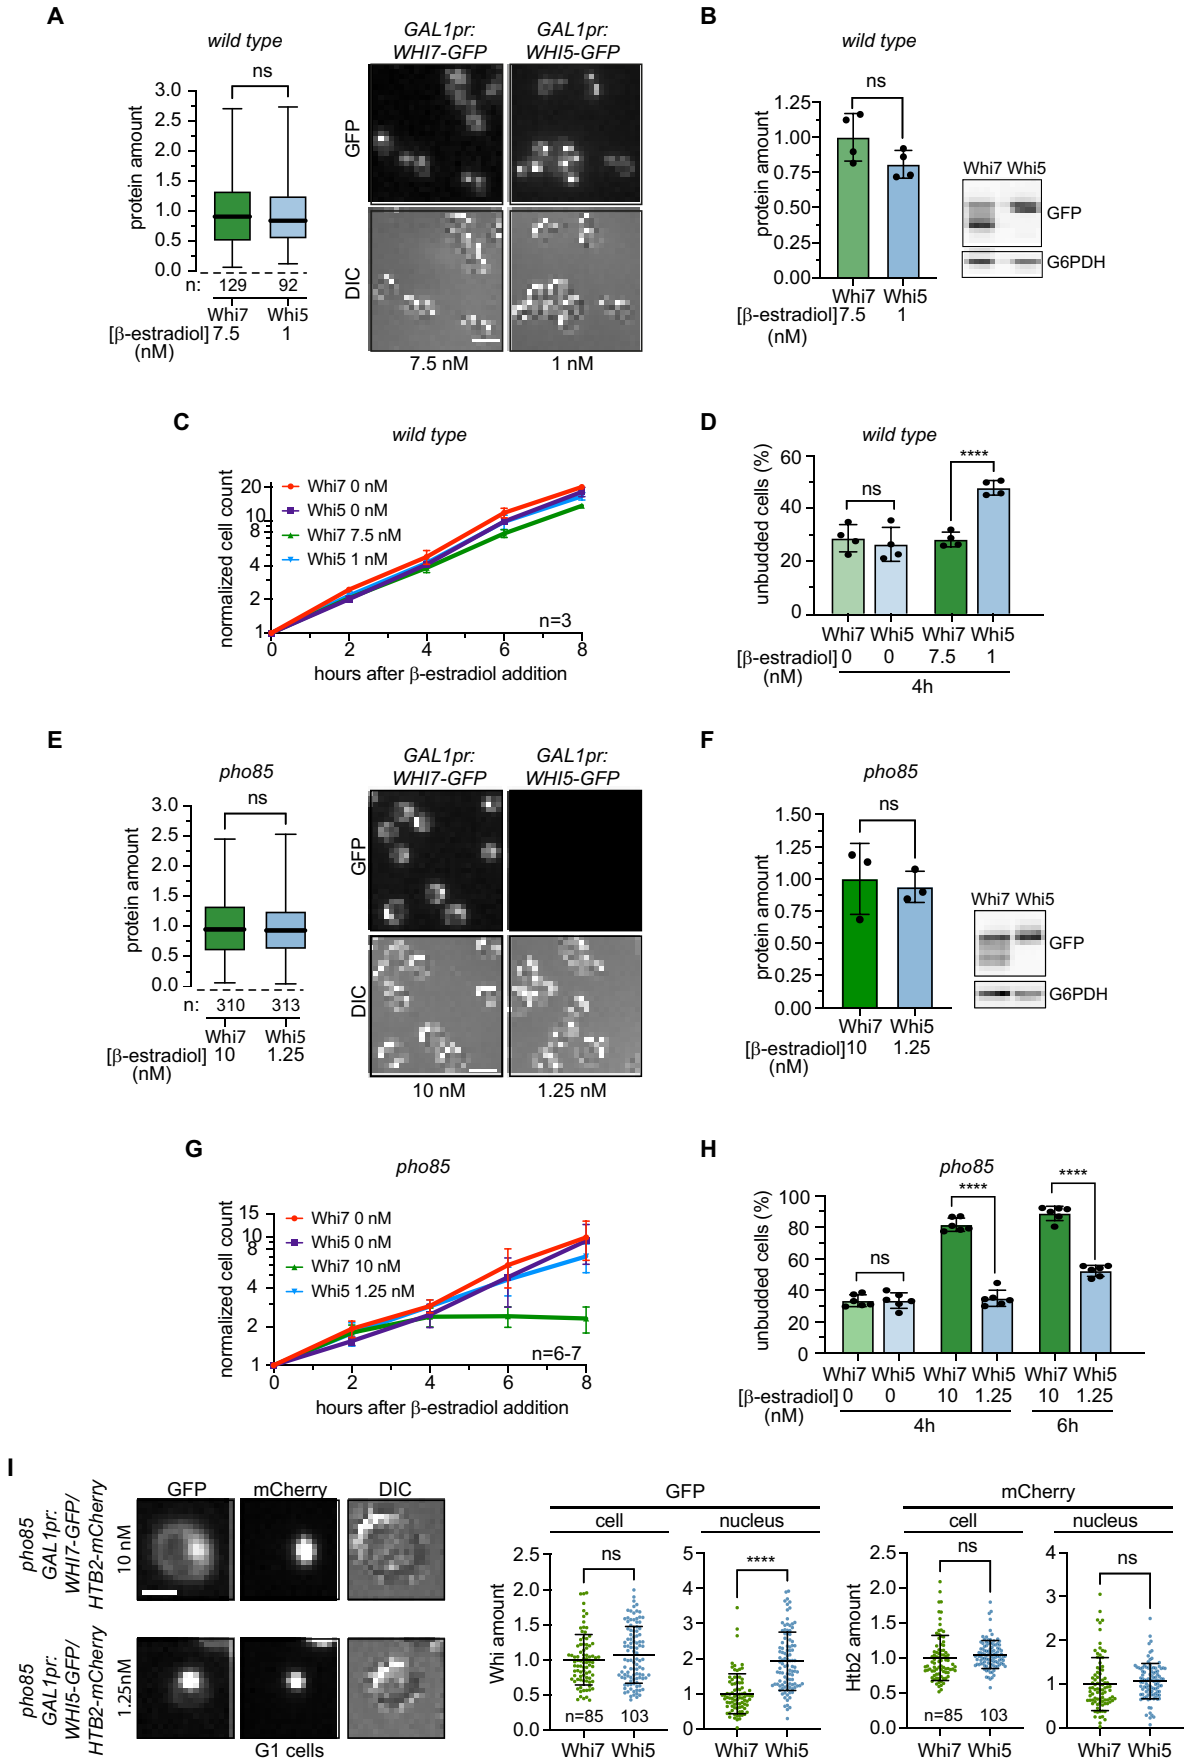 A
wild type
ns
protein amount
3.0
2.5
2.0
1.5
1.0
0.5
0.0
n: 129 92
Whi7 Whi5
[β-estradiol] 7.5 1
(nM)
GAL1pr: GAL1pr:
WHI7-GFP WHI5-GFP
GFP
DIC
7.5 nM 1 nM
B
wild type
ns
protein amount
1.25
1.00
0.75
0.50
0.25
0.00
Whi7 Whi5
[β-estradiol] 7.5 1
(nM)
Whi7 Whi5
GFP
G6PDH
C
wild type
normalized cell count
20
10
8
4
2
1
Whi7 0 nM
Whi5 0 nM
Whi7 7.5 nM
Whi5 1 nM
n=3
0 2 4 6 8
hours after β-estradiol addition
D
wild type
unbudded cells (%)
60
40
20
0
ns
****
Whi7 Whi5 Whi7 Whi5
[β-estradiol] 0 0 7.5 1
(nM)
4h
E
pho85
ns
protein amount
3.0
2.5
2.0
1.5
1.0
0.5
0.0
n: 310 313
Whi7 Whi5
[β-estradiol] 10 1.25
(nM)
GAL1pr: GAL1pr:
WHI7-GFP WHI5-GFP
GFP
DIC
10 nM 1.25 nM
F
pho85
ns
protein amount
1.50
1.25
1.00
0.75
0.50
0.25
0.00
Whi7 Whi5
[β-estradiol] 10 1.25
(nM)
Whi7 Whi5
GFP
G6PDH
G
pho85
normalized cell count
15
10
8
4
2
1
Whi7 0 nM
Whi5 0 nM
Whi7 10 nM
Whi5 1.25 nM
n=6-7
0 2 4 6 8
hours after β-estradiol addition
H
pho85
unbudded cells (%)
100
80
60
40
20
0
ns
****
****
Whi7 Whi5 Whi7 Whi5 Whi7 Whi5
[β-estradiol] 0 0 10 1.25 10 1.25
(nM)
4h 6h
I
GFP mCherry DIC
pho85
GAL1pr:
WHI7-GFP/
HTB2-mCherry
10 nM
pho85
GAL1pr:
WHI5-GFP/
HTB2-mCherry
1.25nM
G1 cells
GFP
cell nucleus
Whi amount
2.5
2.0
1.5
1.0
0.5
0.0
ns
n=85 103
Whi7 Whi5
5
4
3
2
1
0
****
Whi7 Whi5
mCherry
cell nucleus
Htb2 amount
2.5
2.0
1.5
1.0
0.5
0.0
ns
n=85 103
Whi7 Whi5
4
3
2
1
0
ns
Whi7 Whi5